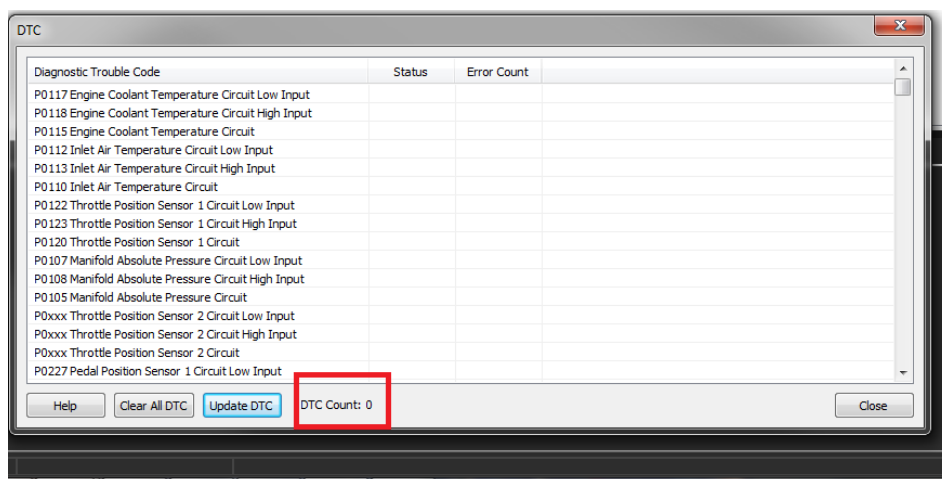 DTC
Diagnostic Trouble Code Status Error Count
P0117 Engine Coolant Temperature Circuit Low Input
P0118 Engine Coolant Temperature Circuit High Input
P0115 Engine Coolant Temperature Circuit
P0112 Inlet Air Temperature Circuit Low Input
P0113 Inlet Air Temperature Circuit High Input
P0110 Inlet Air Temperature Circuit
P0122 Throttle Position Sensor 1 Circuit Low Input
P0123 Throttle Position Sensor 1 Circuit High Input
P0120 Throttle Position Sensor 1 Circuit
P0107 Manifold Absolute Pressure Circuit Low Input
P0108 Manifold Absolute Pressure Circuit High Input
P0105 Manifold Absolute Pressure Circuit
P0xxx Throttle Position Sensor 2 Circuit Low Input
P0xxx Throttle Position Sensor 2 Circuit High Input
P0xxx Throttle Position Sensor 2 Circuit
P0227 Pedal Position Sensor 1 Circuit Low Input
Help Clear All DTC Update DTC DTC Count: 0 Close